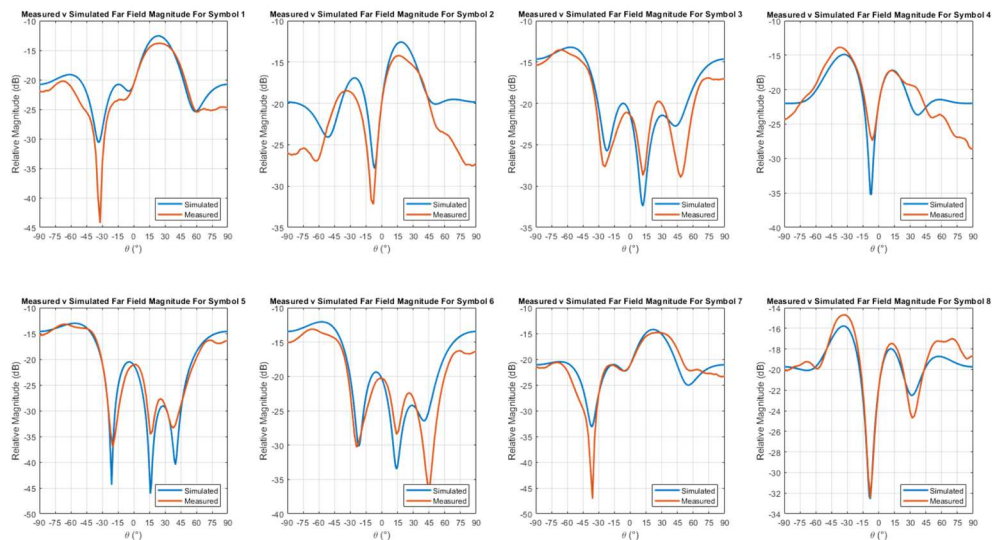 Measured v Simulated Far Field Magnitude For Symbol 1
Relative Magnitude (dB)
-10
-15
-20
-25
-30
-35
-40
-45
-90 -75 -60 -45 -30 -15 0 15 30 45 60 75 90
θ (°)
Simulated
Measured
Measured v Simulated Far Field Magnitude For Symbol 2
Relative Magnitude (dB)
-10
-15
-20
-25
-30
-35
-90 -75 -60 -45 -30 -15 0 15 30 45 60 75 90
θ (°)
Simulated
Measured
Measured v Simulated Far Field Magnitude For Symbol 3
Relative Magnitude (dB)
-10
-15
-20
-25
-30
-35
-90 -75 -60 -45 -30 -15 0 15 30 45 60 75 90
θ (°)
Simulated
Measured
Measured v Simulated Far Field Magnitude For Symbol 4
Relative Magnitude (dB)
-10
-15
-20
-25
-30
-35
-40
-90 -75 -60 -45 -30 -15 0 15 30 45 60 75 90
θ (°)
Simulated
Measured
Measured v Simulated Far Field Magnitude For Symbol 5
Relative Magnitude (dB)
-10
-15
-20
-25
-30
-35
-40
-45
-50
-90 -75 -60 -45 -30 -15 0 15 30 45 60 75 90
θ (°)
Simulated
Measured
Measured v Simulated Far Field Magnitude For Symbol 6
Relative Magnitude (dB)
-10
-15
-20
-25
-30
-35
-40
-90 -75 -60 -45 -30 -15 0 15 30 45 60 75 90
θ (°)
Simulated
Measured
Measured v Simulated Far Field Magnitude For Symbol 7
Relative Magnitude (dB)
-10
-15
-20
-25
-30
-35
-40
-45
-50
-90 -75 -60 -45 -30 -15 0 15 30 45 60 75 90
θ (°)
Simulated
Measured
Measured v Simulated Far Field Magnitude For Symbol 8
Relative Magnitude (dB)
-14
-16
-18
-20
-22
-24
-26
-28
-30
-32
-34
-90 -75 -60 -45 -30 -15 0 15 30 45 60 75 90
θ (°)
Simulated
Measured